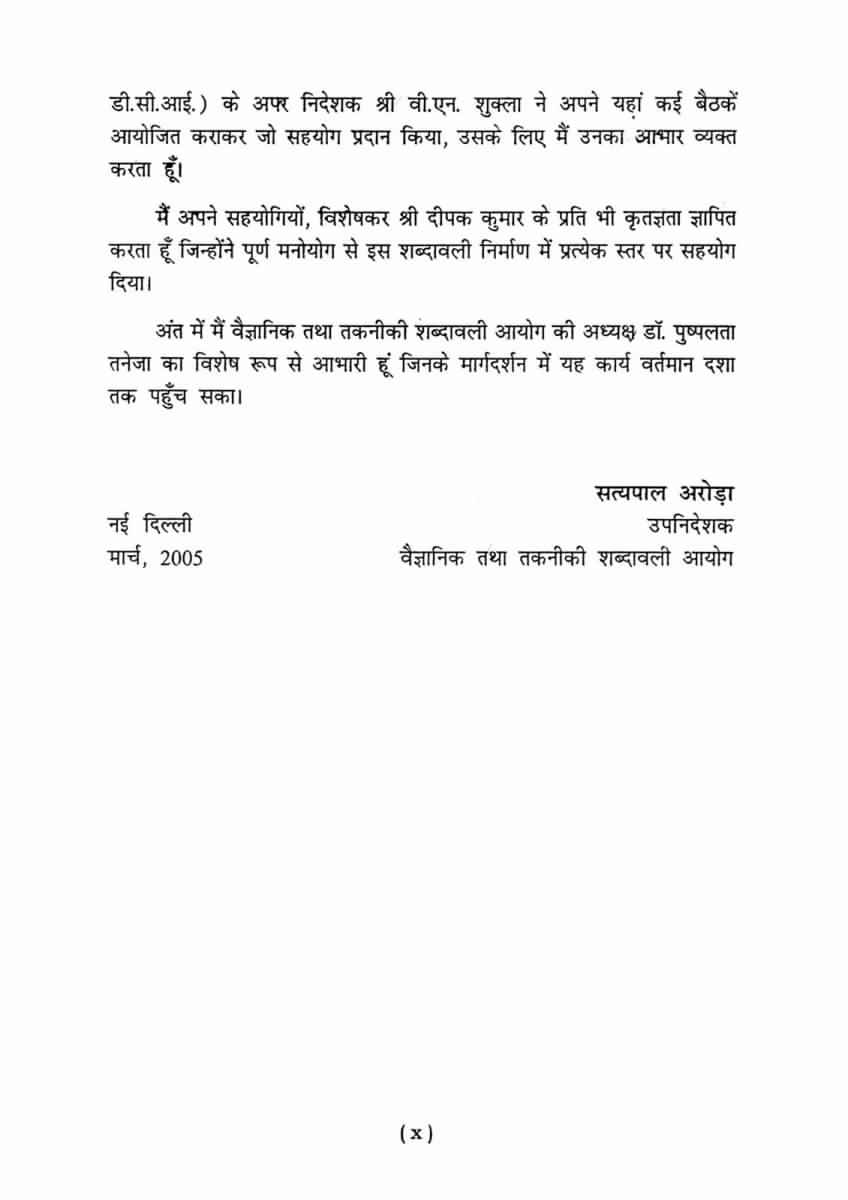 डी.सी.आई.) के अपर निदेशक श्री वी.एन. शुक्ला ने अपने यहां कई बैठकें
आयोजित कराकर जो सहयोग प्रदान किया, उसके लिए मैं उनका आभार व्यक्त
करता हूँ।
मैं अपने सहयोगियों, विशेषकर श्री दीपक कुमार के प्रति भी कृतज्ञता ज्ञापित
करता हूँ जिन्होंने पूर्ण मनोयोग से इस शब्दावली निर्माण में प्रत्येक स्तर पर सहयोग
दिया।
अंत में मैं वैज्ञानिक तथा तकनीकी शब्दावली आयोग की अध्यक्ष डॉ. पुष्पलता
तनेजा का विशेष रूप से आभारी हूं जिनके मार्गदर्शन में यह कार्य वर्तमान दशा
तक पहुँच सका।
सत्यपाल अरोड़ा
नई दिल्ली उपनिदेशक
मार्च, 2005 वैज्ञानिक तथा तकनीकी शब्दावली आयोग
(x)